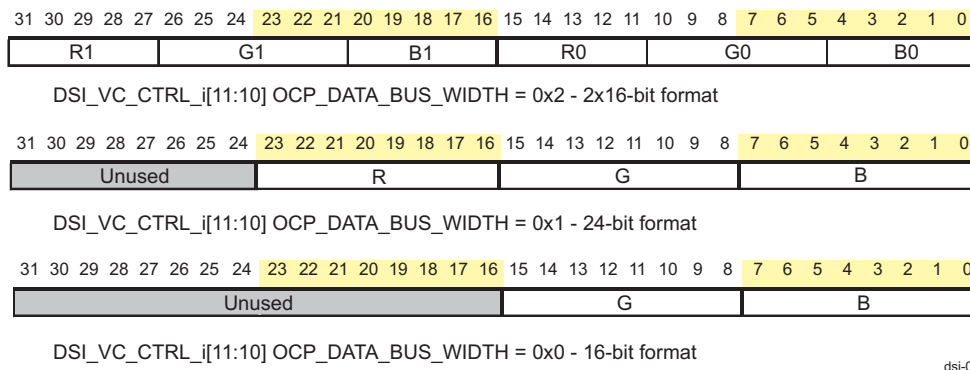 31 30 29 28 27 26 25 24 23 22 21 20 19 18 17 16 15 14 13 12 11 10 9 8 7 6 5 4 3 2 1 0
R1 G1 B1 R0 G0 B0
DSI_VC_CTRL_i[11:10] OCP_DATA_BUS_WIDTH = 0x2 - 2x16-bit format
31 30 29 28 27 26 25 24 23 22 21 20 19 18 17 16 15 14 13 12 11 10 9 8 7 6 5 4 3 2 1 0
Unused R G B
DSI_VC_CTRL_i[11:10] OCP_DATA_BUS_WIDTH = 0x1 - 24-bit format
31 30 29 28 27 26 25 24 23 22 21 20 19 18 17 16 15 14 13 12 11 10 9 8 7 6 5 4 3 2 1 0
Unused G B
DSI_VC_CTRL_i[11:10] OCP_DATA_BUS_WIDTH = 0x0 - 16-bit format